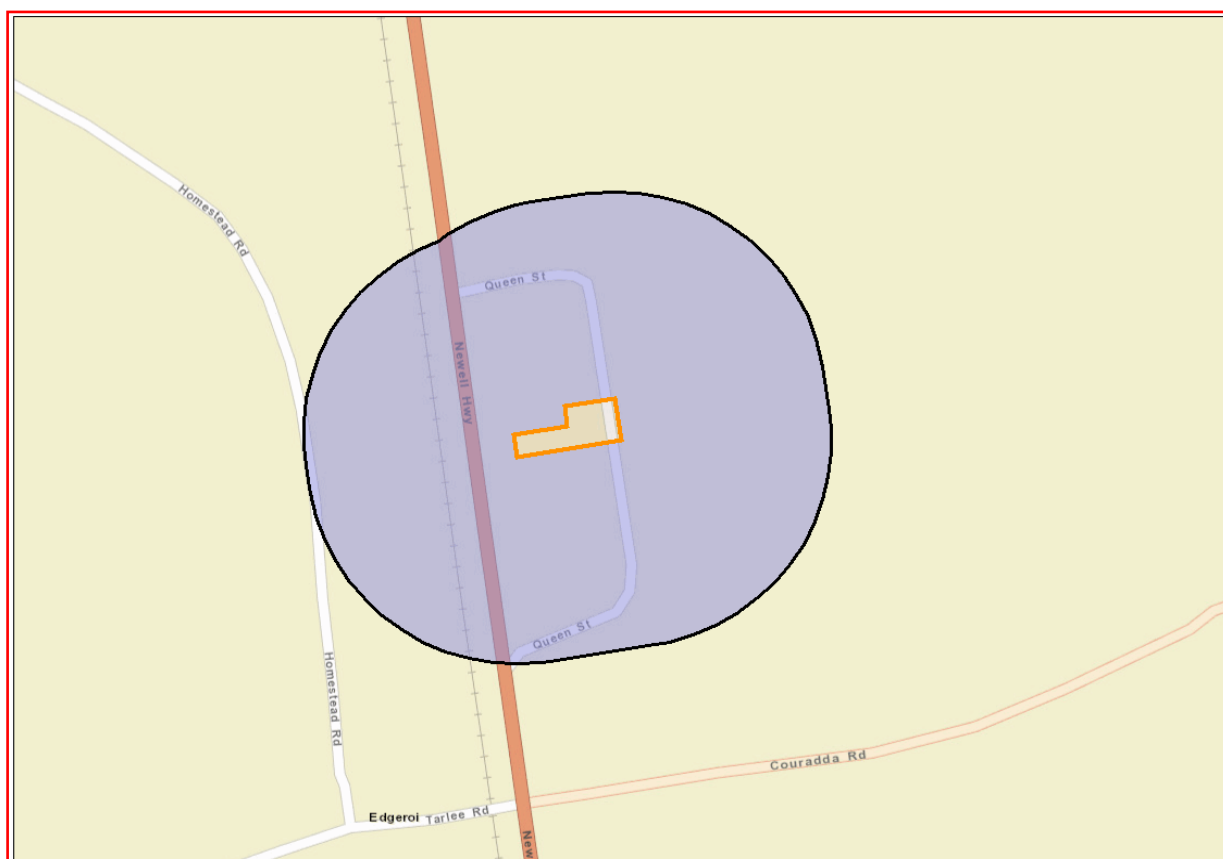 Homestead Rd
Queen St
Newell Hwy
Queen St
Homestead Rd
Couradda Rd
Edgeroi
Tarlee Rd
New